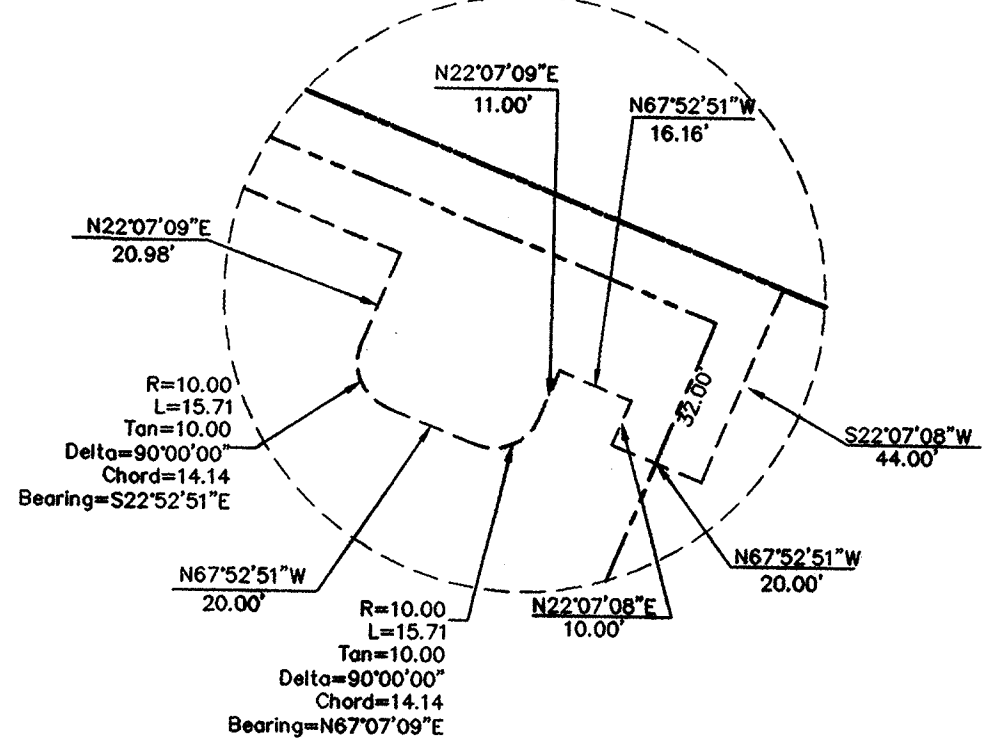 N22°07'09"E
11.00'
N67°52'51"W
16.16'
N22°07'09"E
20.98'
32.00'
R=10.00
L=15.71
Tan=10.00
Delta=90°00'00"
Chord=14.14
Bearing=S22°52'51"E
S22°07'08"W
44.00'
N67°52'51"W
20.00'
N67°52'51"W
20.00'
R=10.00
L=15.71
Tan=10.00
Delta=90°00'00"
Chord=14.14
Bearing=N67°07'09"E
N22°07'08"E
10.00'